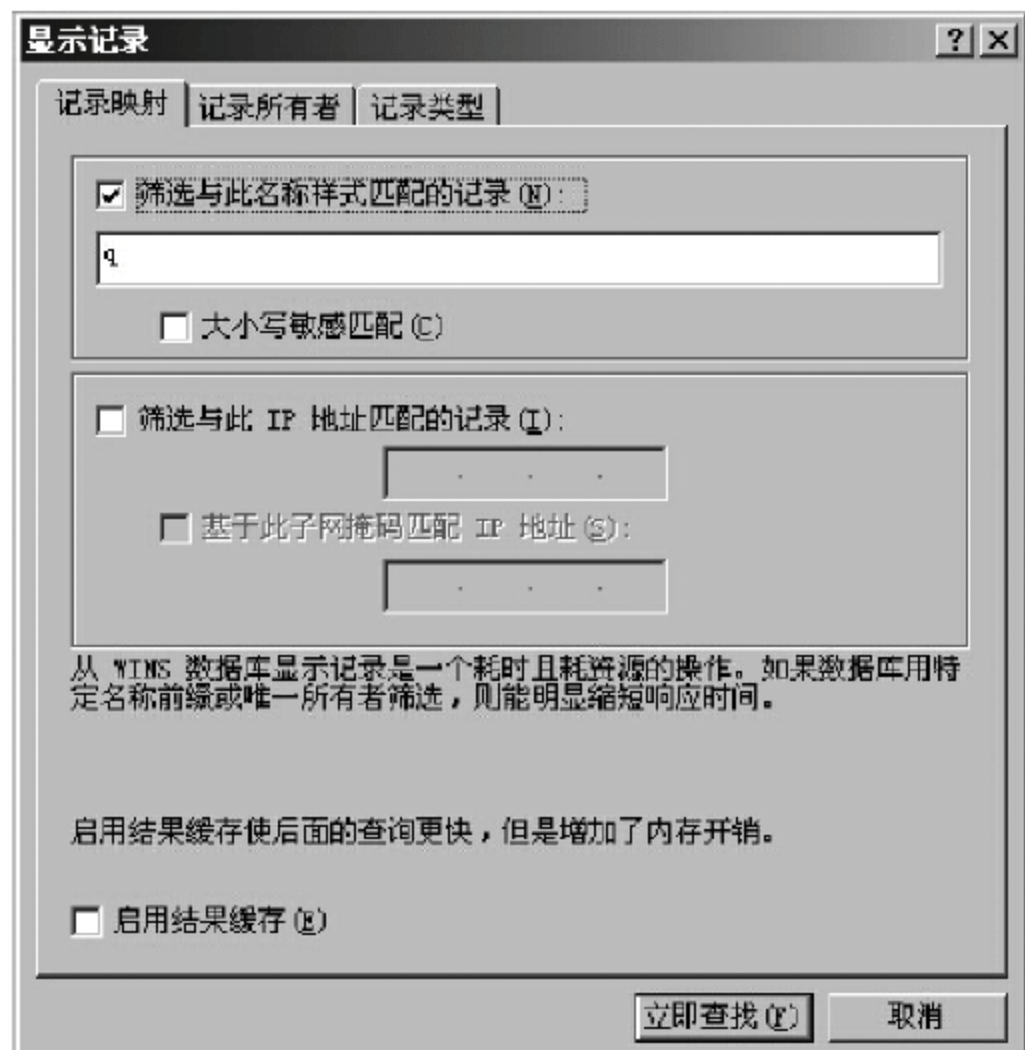 显示记录
记录映射 记录所有者 记录类型
筛选与此名称样式匹配的记录(N):
q
大小写敏感匹配(C)
筛选与此 IP 地址匹配的记录(I):
基于此子网掩码匹配 IP 地址(S):
从 WINS 数据库显示记录是一个耗时且耗资源的操作。如果数据库用特
定名称前缀或唯一所有者筛选，则能明显缩短响应时间。
启用结果缓存使后面的查询更快，但是增加了内存开销。
启用结果缓存(E)
立即查找(F) 取消